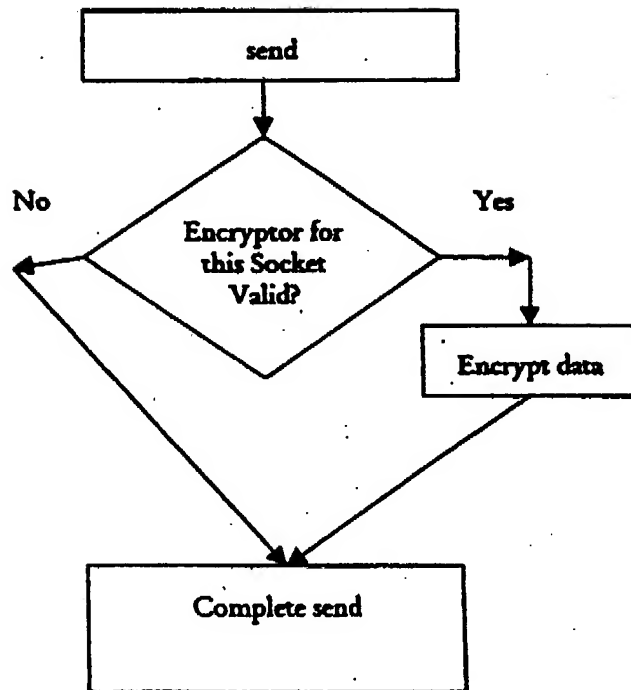 send
No
Yes
Encryptor for
this Socket
Valid?
Encrypt data
Complete send